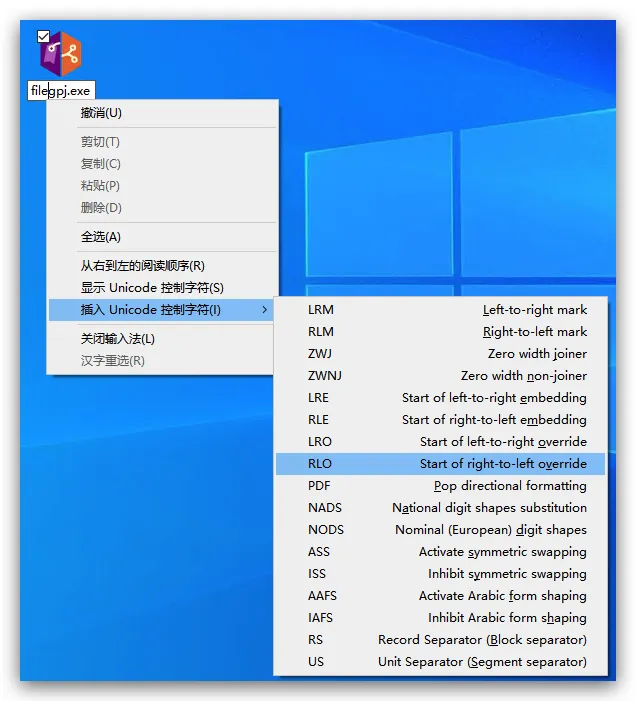 filegpj.exe
撤消(U)
剪切(T)
复制(C)
粘贴(P)
删除(D)
全选(A)
从右到左的阅读顺序(R)
显示 Unicode 控制字符(S)
插入 Unicode 控制字符(I)
关闭输入法(L)
汉字重选(R)
LRM Left-to-right mark
RLM Right-to-left mark
ZWJ Zero width joiner
ZWNJ Zero width non-joiner
LRE Start of left-to-right embedding
RLE Start of right-to-left embedding
LRO Start of left-to-right override
RLO Start of right-to-left override
PDF Pop directional formatting
NADS National digit shapes substitution
NODS Nominal (European) digit shapes
ASS Activate symmetric swapping
ISS Inhibit symmetric swapping
AAFS Activate Arabic form shaping
IAFS Inhibit Arabic form shaping
RS Record Separator (Block separator)
US Unit Separator (Segment separator)